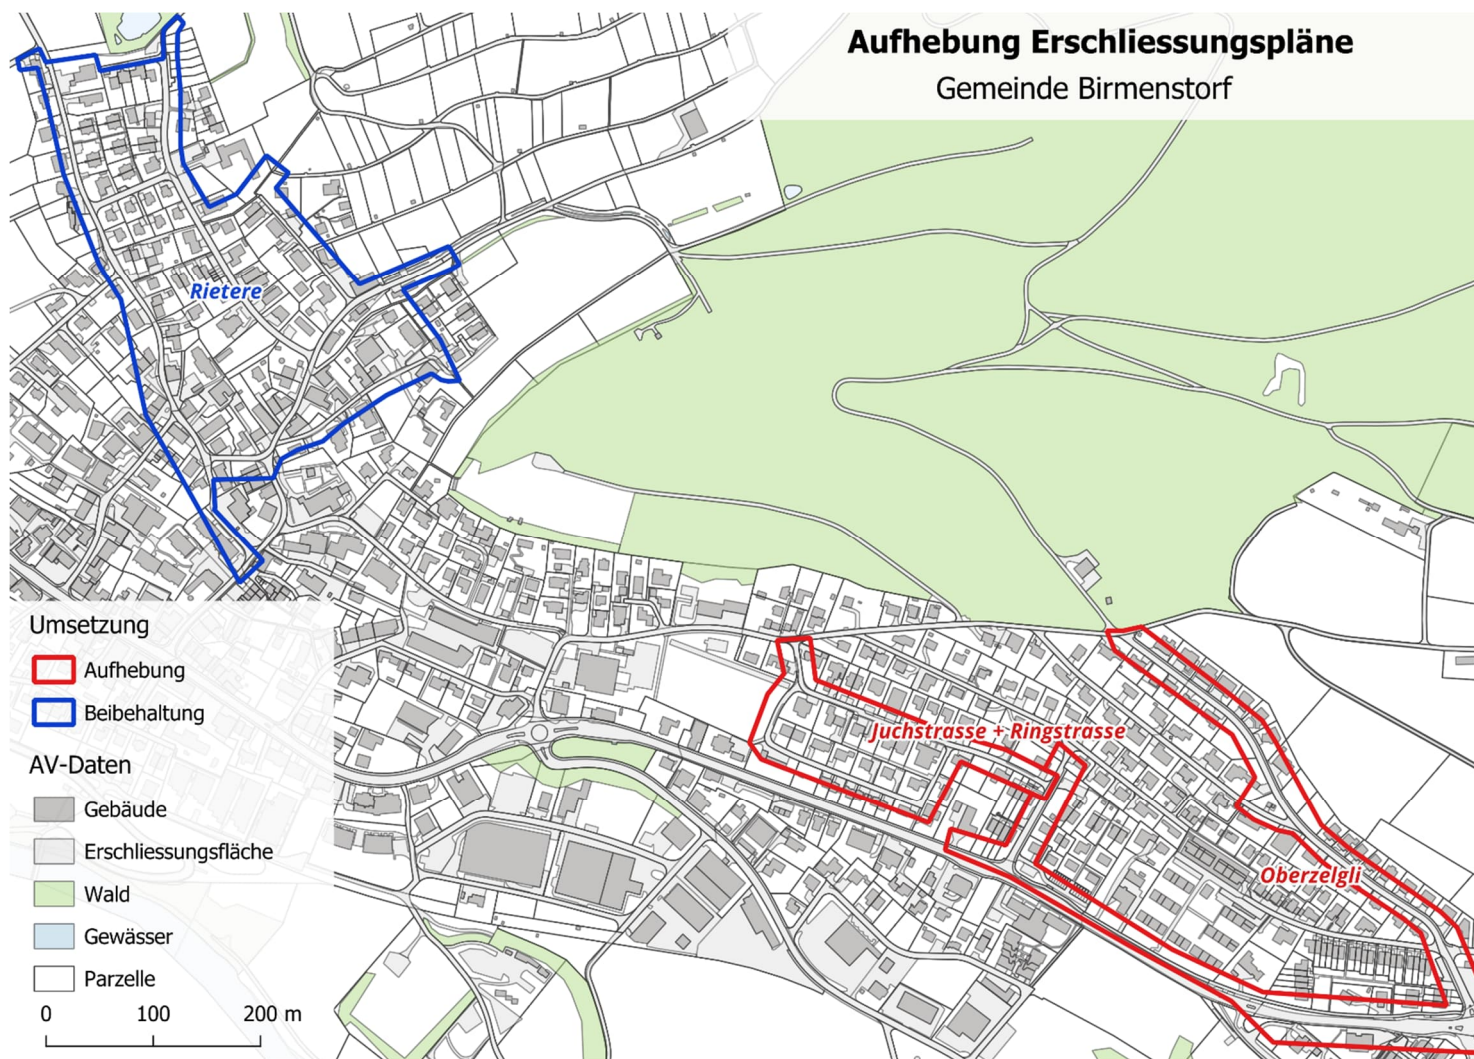 Aufhebung Erschliessungspläne
Gemeinde Birmenstorf
Rietere
Juchstrasse + Ringstrasse
Oberzelgli
Umsetzung
Aufhebung
Beibehaltung
AV-Daten
Gebäude
Erschliessungsfläche
Wald
Gewässer
Parzelle
0 100 200 m